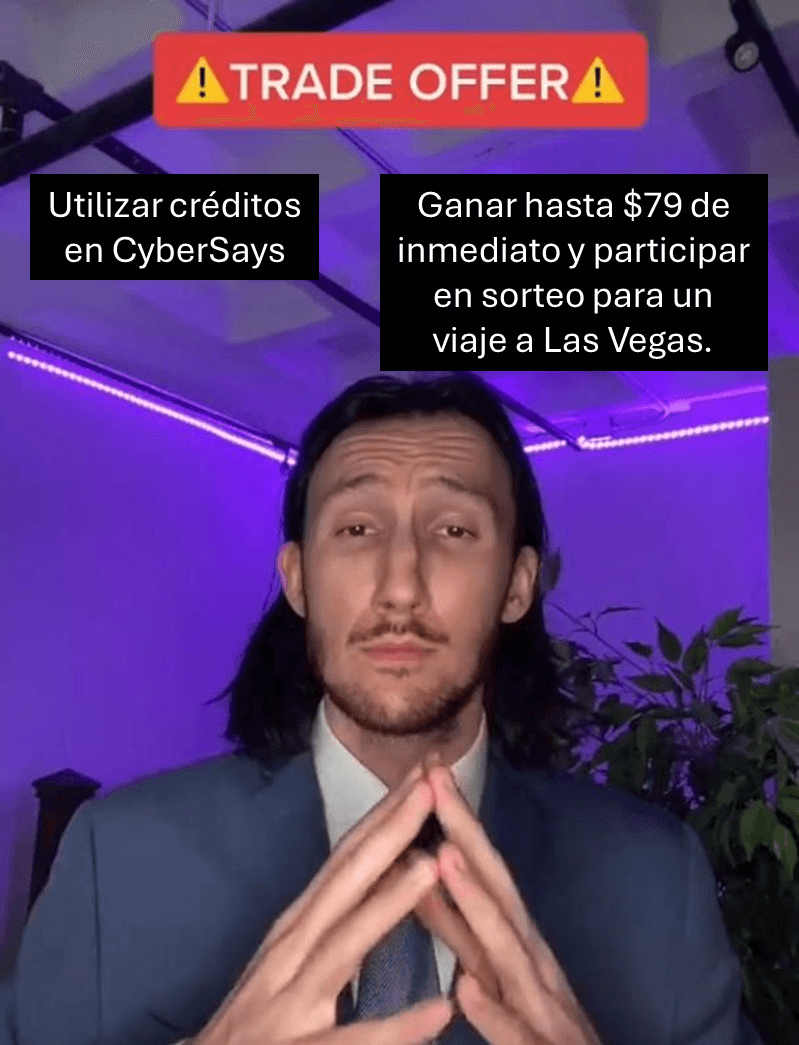 ⚠TRADE OFFER⚠
Utilizar créditos
en CyberSays
Ganar hasta $79 de
inmediato y participar
en sorteo para un
viaje a Las Vegas.